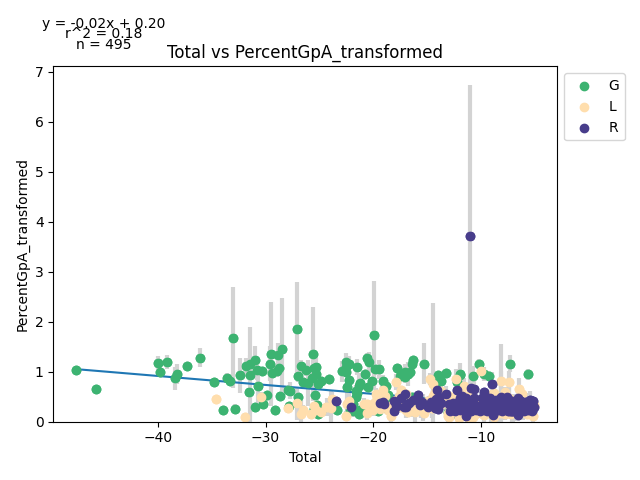 y = -0.02x + 0.20
r^2 = 0.18
n = 495
Total vs PercentGpA_transformed
G
L
R
PercentGpA_transformed
7
6
5
4
3
2
1
0
−40
−30
−20
−10
Total